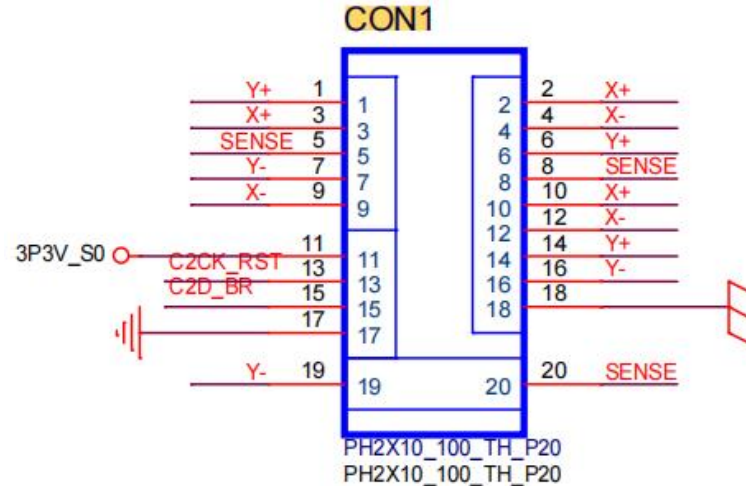 CON1
Y+ 1 1 2 2 X+
X+ 3 3 4 4 X-
SENSE 5 5 6 6 Y+
Y- 7 7 8 8 SENSE
X- 9 9 10 10 X+
12 12 X-
3P3V_S0 11 11 14 14 Y+
C2CK_RST 13 13 16 16 Y-
C2D_BR 15 15 18 18
17 17
Y- 19 19 20 20 SENSE
PH2X10_100_TH_P20
PH2X10_100_TH_P20